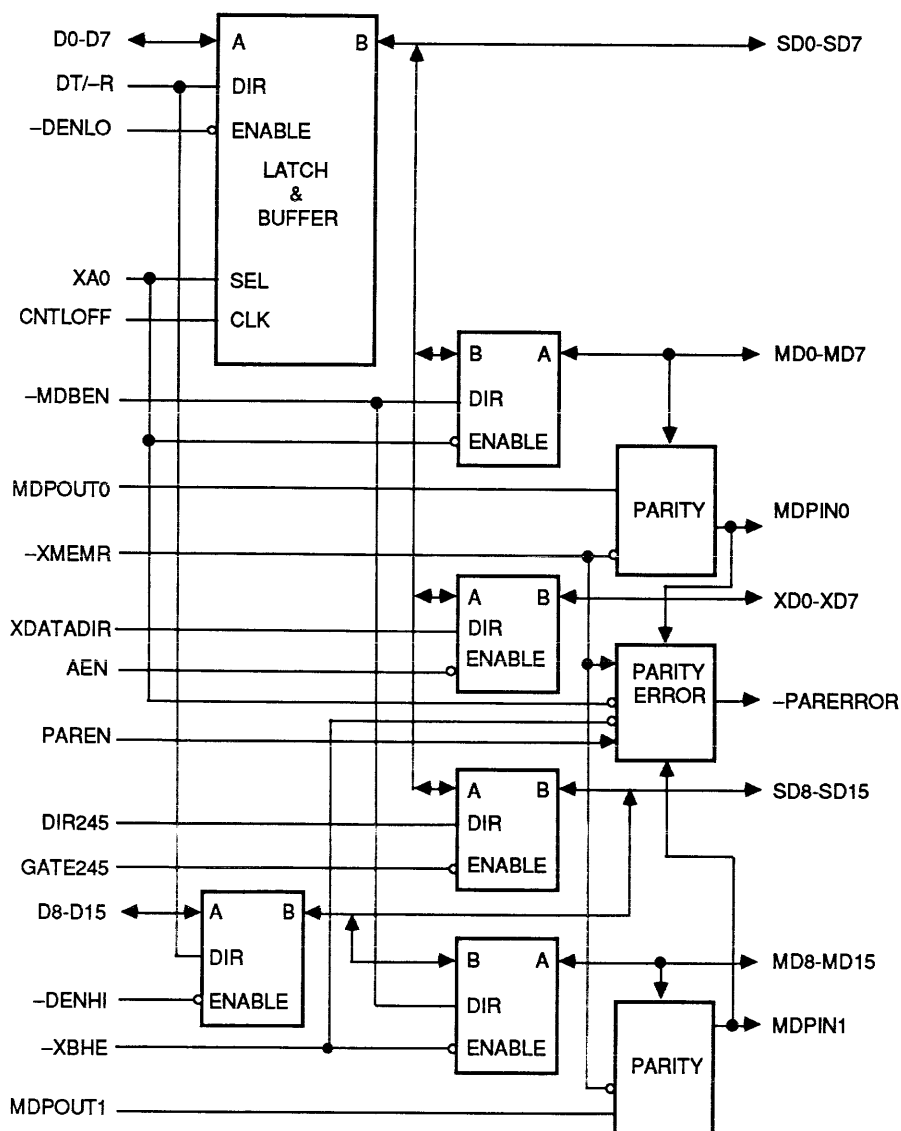 D0-D7
A
B
SD0-SD7
DT/–R
DIR
–DENLO
ENABLE
LATCH
&
BUFFER
XA0
SEL
CNTLOFF
CLK
B
A
MD0-MD7
–MDBEN
DIR
ENABLE
MDPOUT0
PARITY
MDPIN0
–XMEMR
A
B
XD0-XD7
XDATADIR
DIR
ENABLE
AEN
PARITY
ERROR
–PARERROR
PAREN
A
B
SD8-SD15
DIR245
DIR
GATE245
ENABLE
D8-D15
A
B
DIR
B
A
MD8-MD15
–DENHI
ENABLE
DIR
MDPIN1
–XBHE
ENABLE
PARITY
MDPOUT1